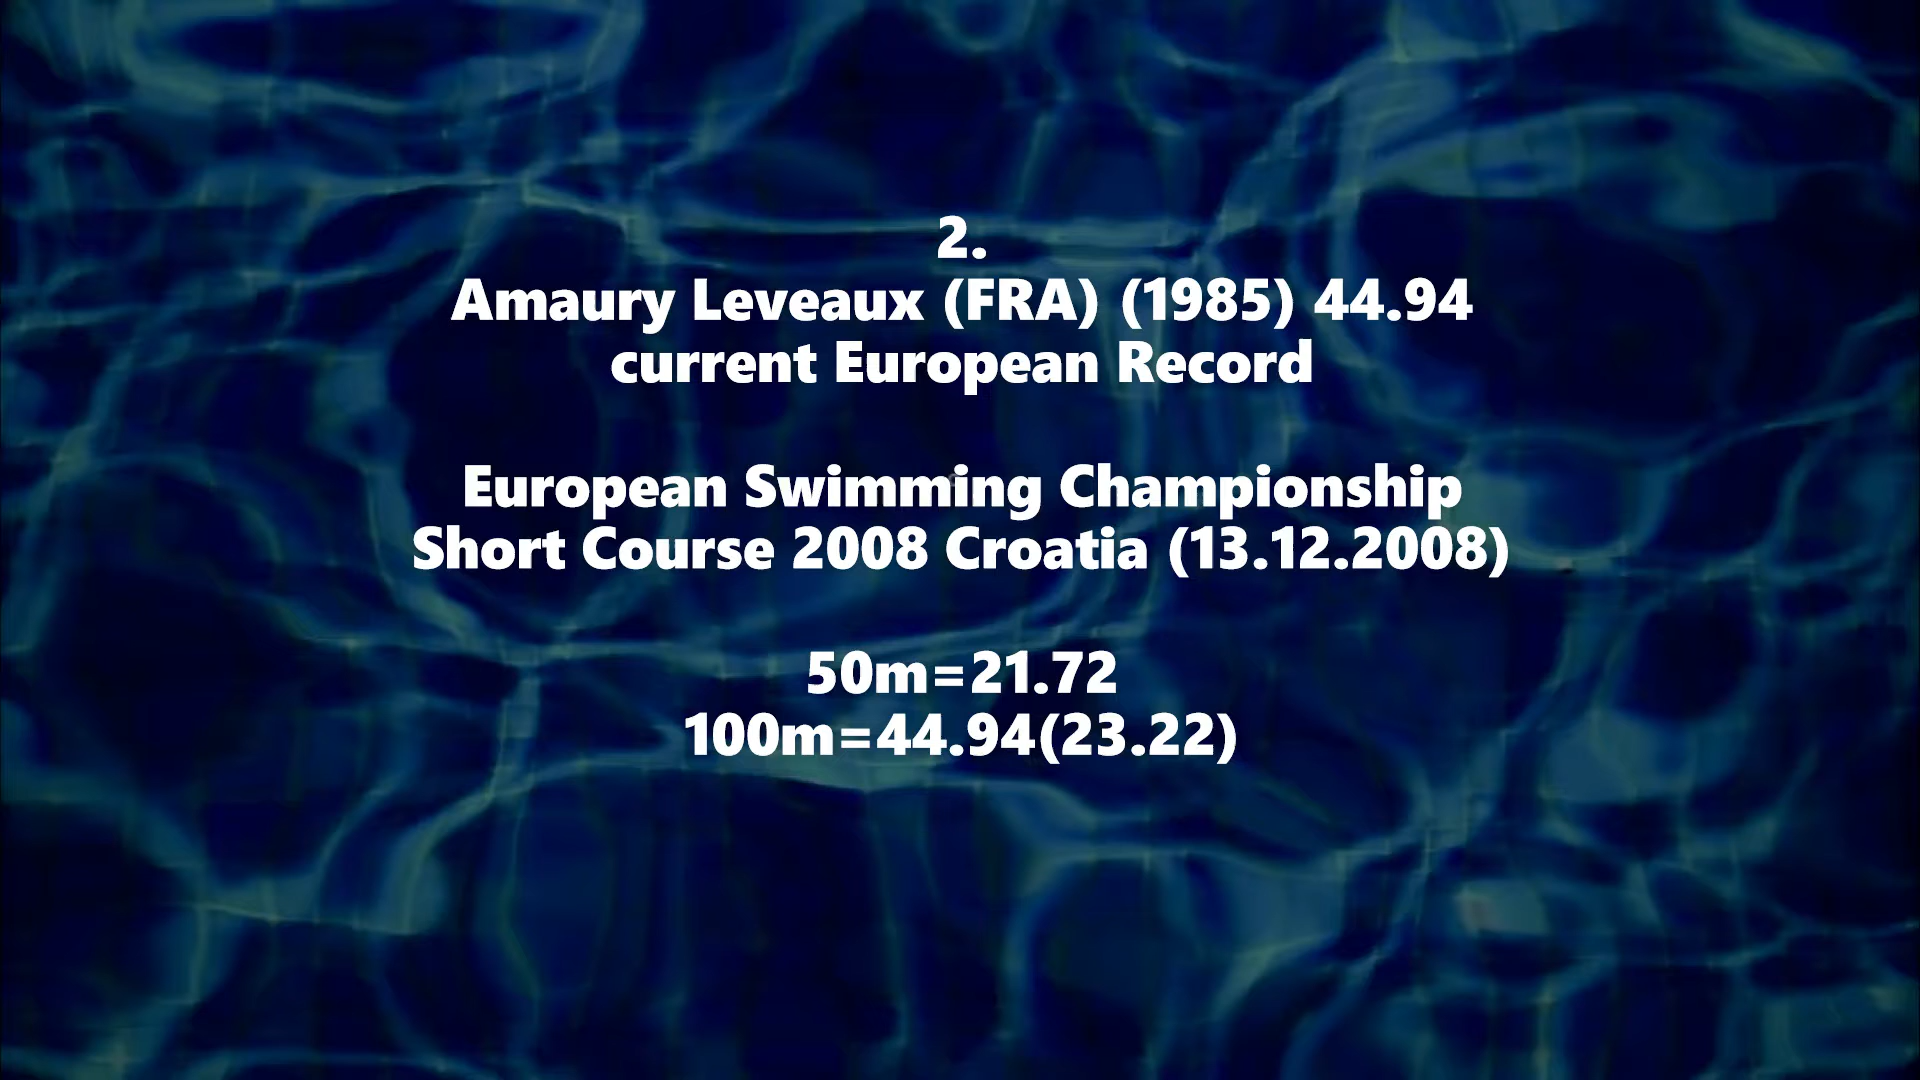 2.
Amaury Leveaux (FRA) (1985) 44.94
current European Record
European Swimming Championship
Short Course 2008 Croatia (13.12.2008)
50m=21.72
100m=44.94(23.22)